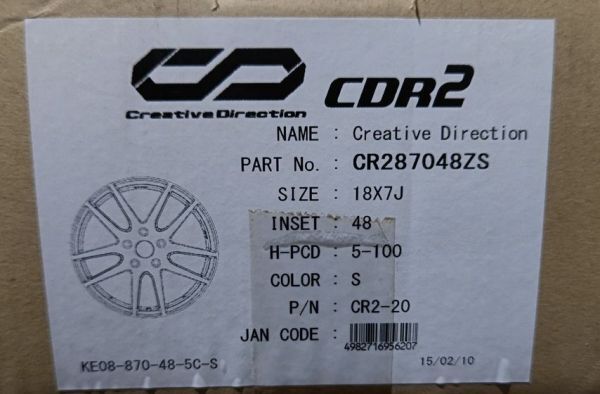 CD CDR2
Creative Direction
NAME : Creative Direction
PART No. : CR287048ZS
SIZE : 18X7J
INSET : 48
H-PCD : 5-100
COLOR : S
P/N : CR2-20
JAN CODE :
4982716956207
KE08-870-48-5C-S
15/02/10